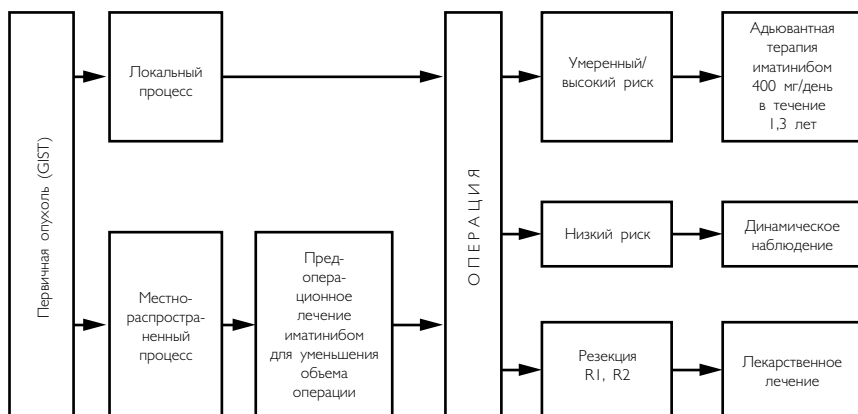 Первичная опухоль (GIST)
Локальный
процесс
Местно-
распростра-
ненный
процесс
Пред-
опера-
ционное
лечение
иматинибом
для уменьшения
объема
операции
ОПЕРАЦИЯ
Умеренный/
высокий риск
Адьювантная
терапия
иматинибом
400 мг/день
в течение
1,3 лет
Низкий риск
Динамическое
наблюдение
Резекция
R1, R2
Лекарственное
лечение